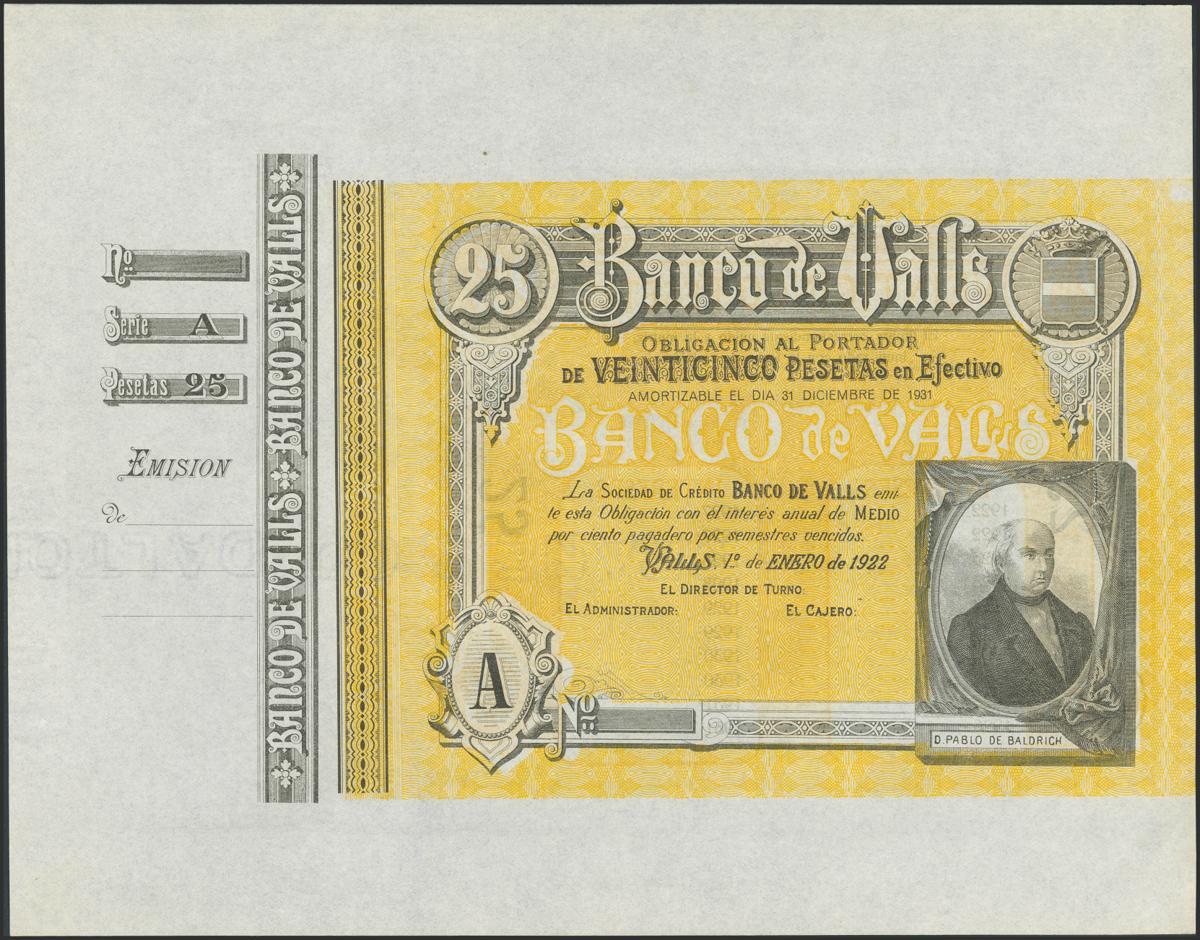 Nº
Serie A
Pesetas 25
EMISION
de
BANCO DE VALLS BANCO DE VALLS
25 Banco de Valls
OBLIGACIÓN AL PORTADOR
DE VEINTICINCO PESETAS en Efectivo
AMORTIZABLE EL DIA 31 DICIEMBRE DE 1931
BANCO de VALLS
La SOCIEDAD DE CRÉDITO BANCO DE VALLS emi-
te esta Obligación con el interés anual de MEDIO
por ciento pagadero por semestres vencidos.
VALLS, 1º de ENERO de 1922
EL DIRECTOR DE TURNO:
EL ADMINISTRADOR: EL CAJERO:
A
Nº
D. PABLO DE BALDRICH